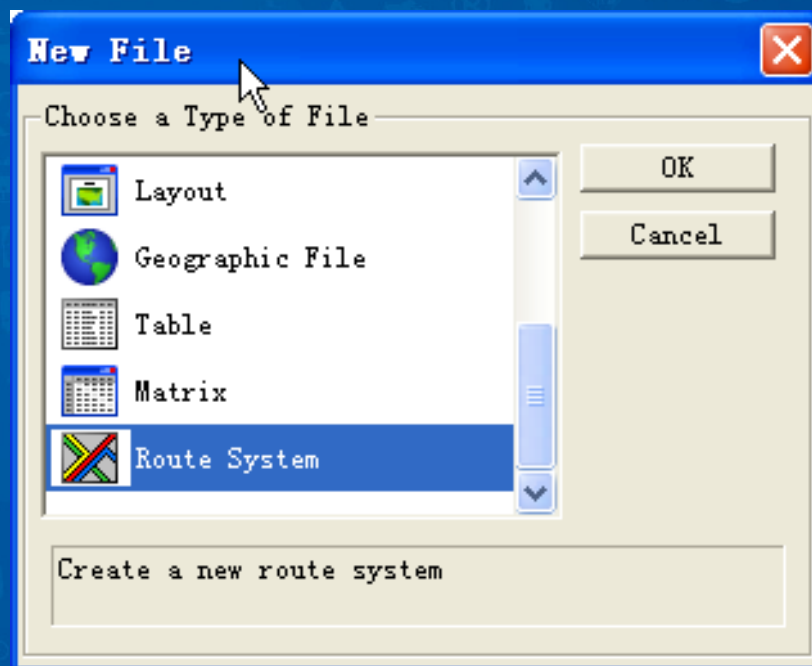 New File
Choose a Type of File
Layout
OK
Cancel
Geographic File
Table
Matrix
Route System
Create a new route system